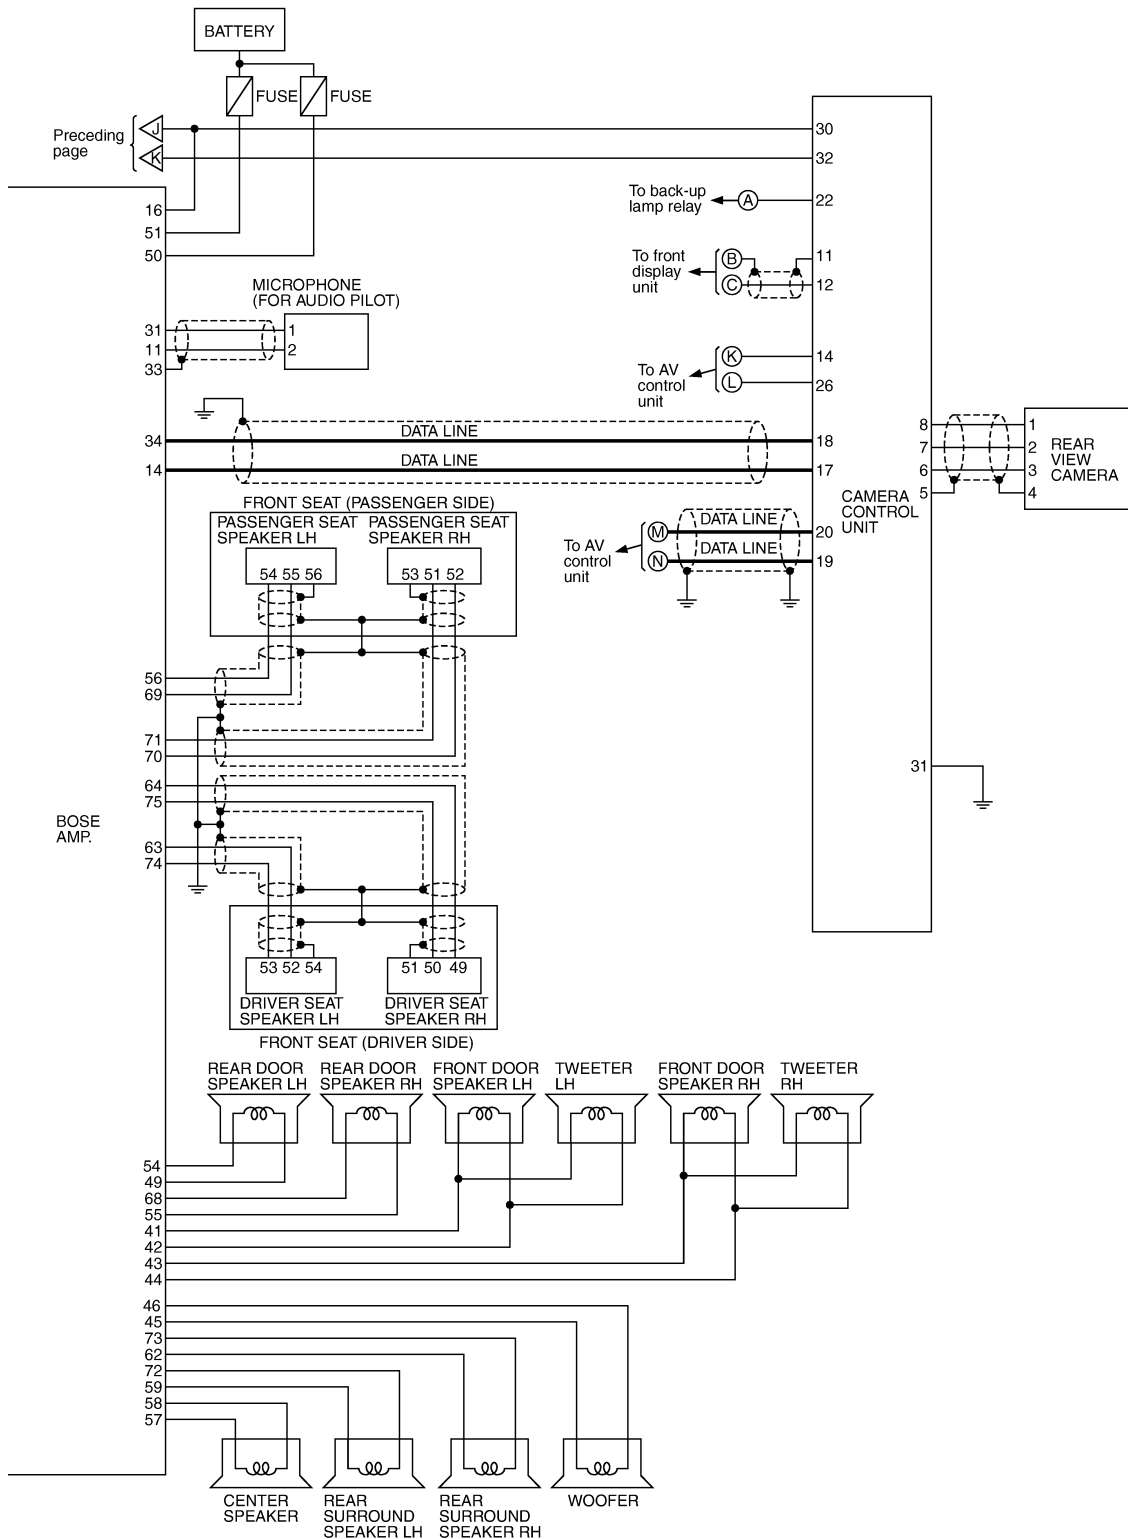 BATTERY
FUSE
FUSE
Preceding
page
J
K
30
32
To back-up
lamp relay
A
22
16
51
50
To front
display
unit
B
C
11
12
MICROPHONE
(FOR AUDIO PILOT)
31
11
33
1
2
To AV
control
unit
K
L
14
26
34
14
DATA LINE
DATA LINE
18
17
8
7
6
5
1
2
3
4
REAR
VIEW
CAMERA
CAMERA
CONTROL
UNIT
To AV
control
unit
M
N
DATA LINE
DATA LINE
20
19
FRONT SEAT (PASSENGER SIDE)
PASSENGER SEAT
SPEAKER LH
PASSENGER SEAT
SPEAKER RH
54 55 56
53 51 52
56
69
71
70
64
75
63
74
31
BOSE
AMP.
53 52 54
51 50 49
DRIVER SEAT
SPEAKER LH
DRIVER SEAT
SPEAKER RH
FRONT SEAT (DRIVER SIDE)
REAR DOOR
SPEAKER LH
REAR DOOR
SPEAKER RH
FRONT DOOR
SPEAKER LH
TWEETER
LH
FRONT DOOR
SPEAKER RH
TWEETER
RH
54
49
68
55
41
42
43
44
46
45
73
62
72
59
58
57
CENTER
SPEAKER
REAR
SURROUND
SPEAKER LH
REAR
SURROUND
SPEAKER RH
WOOFER